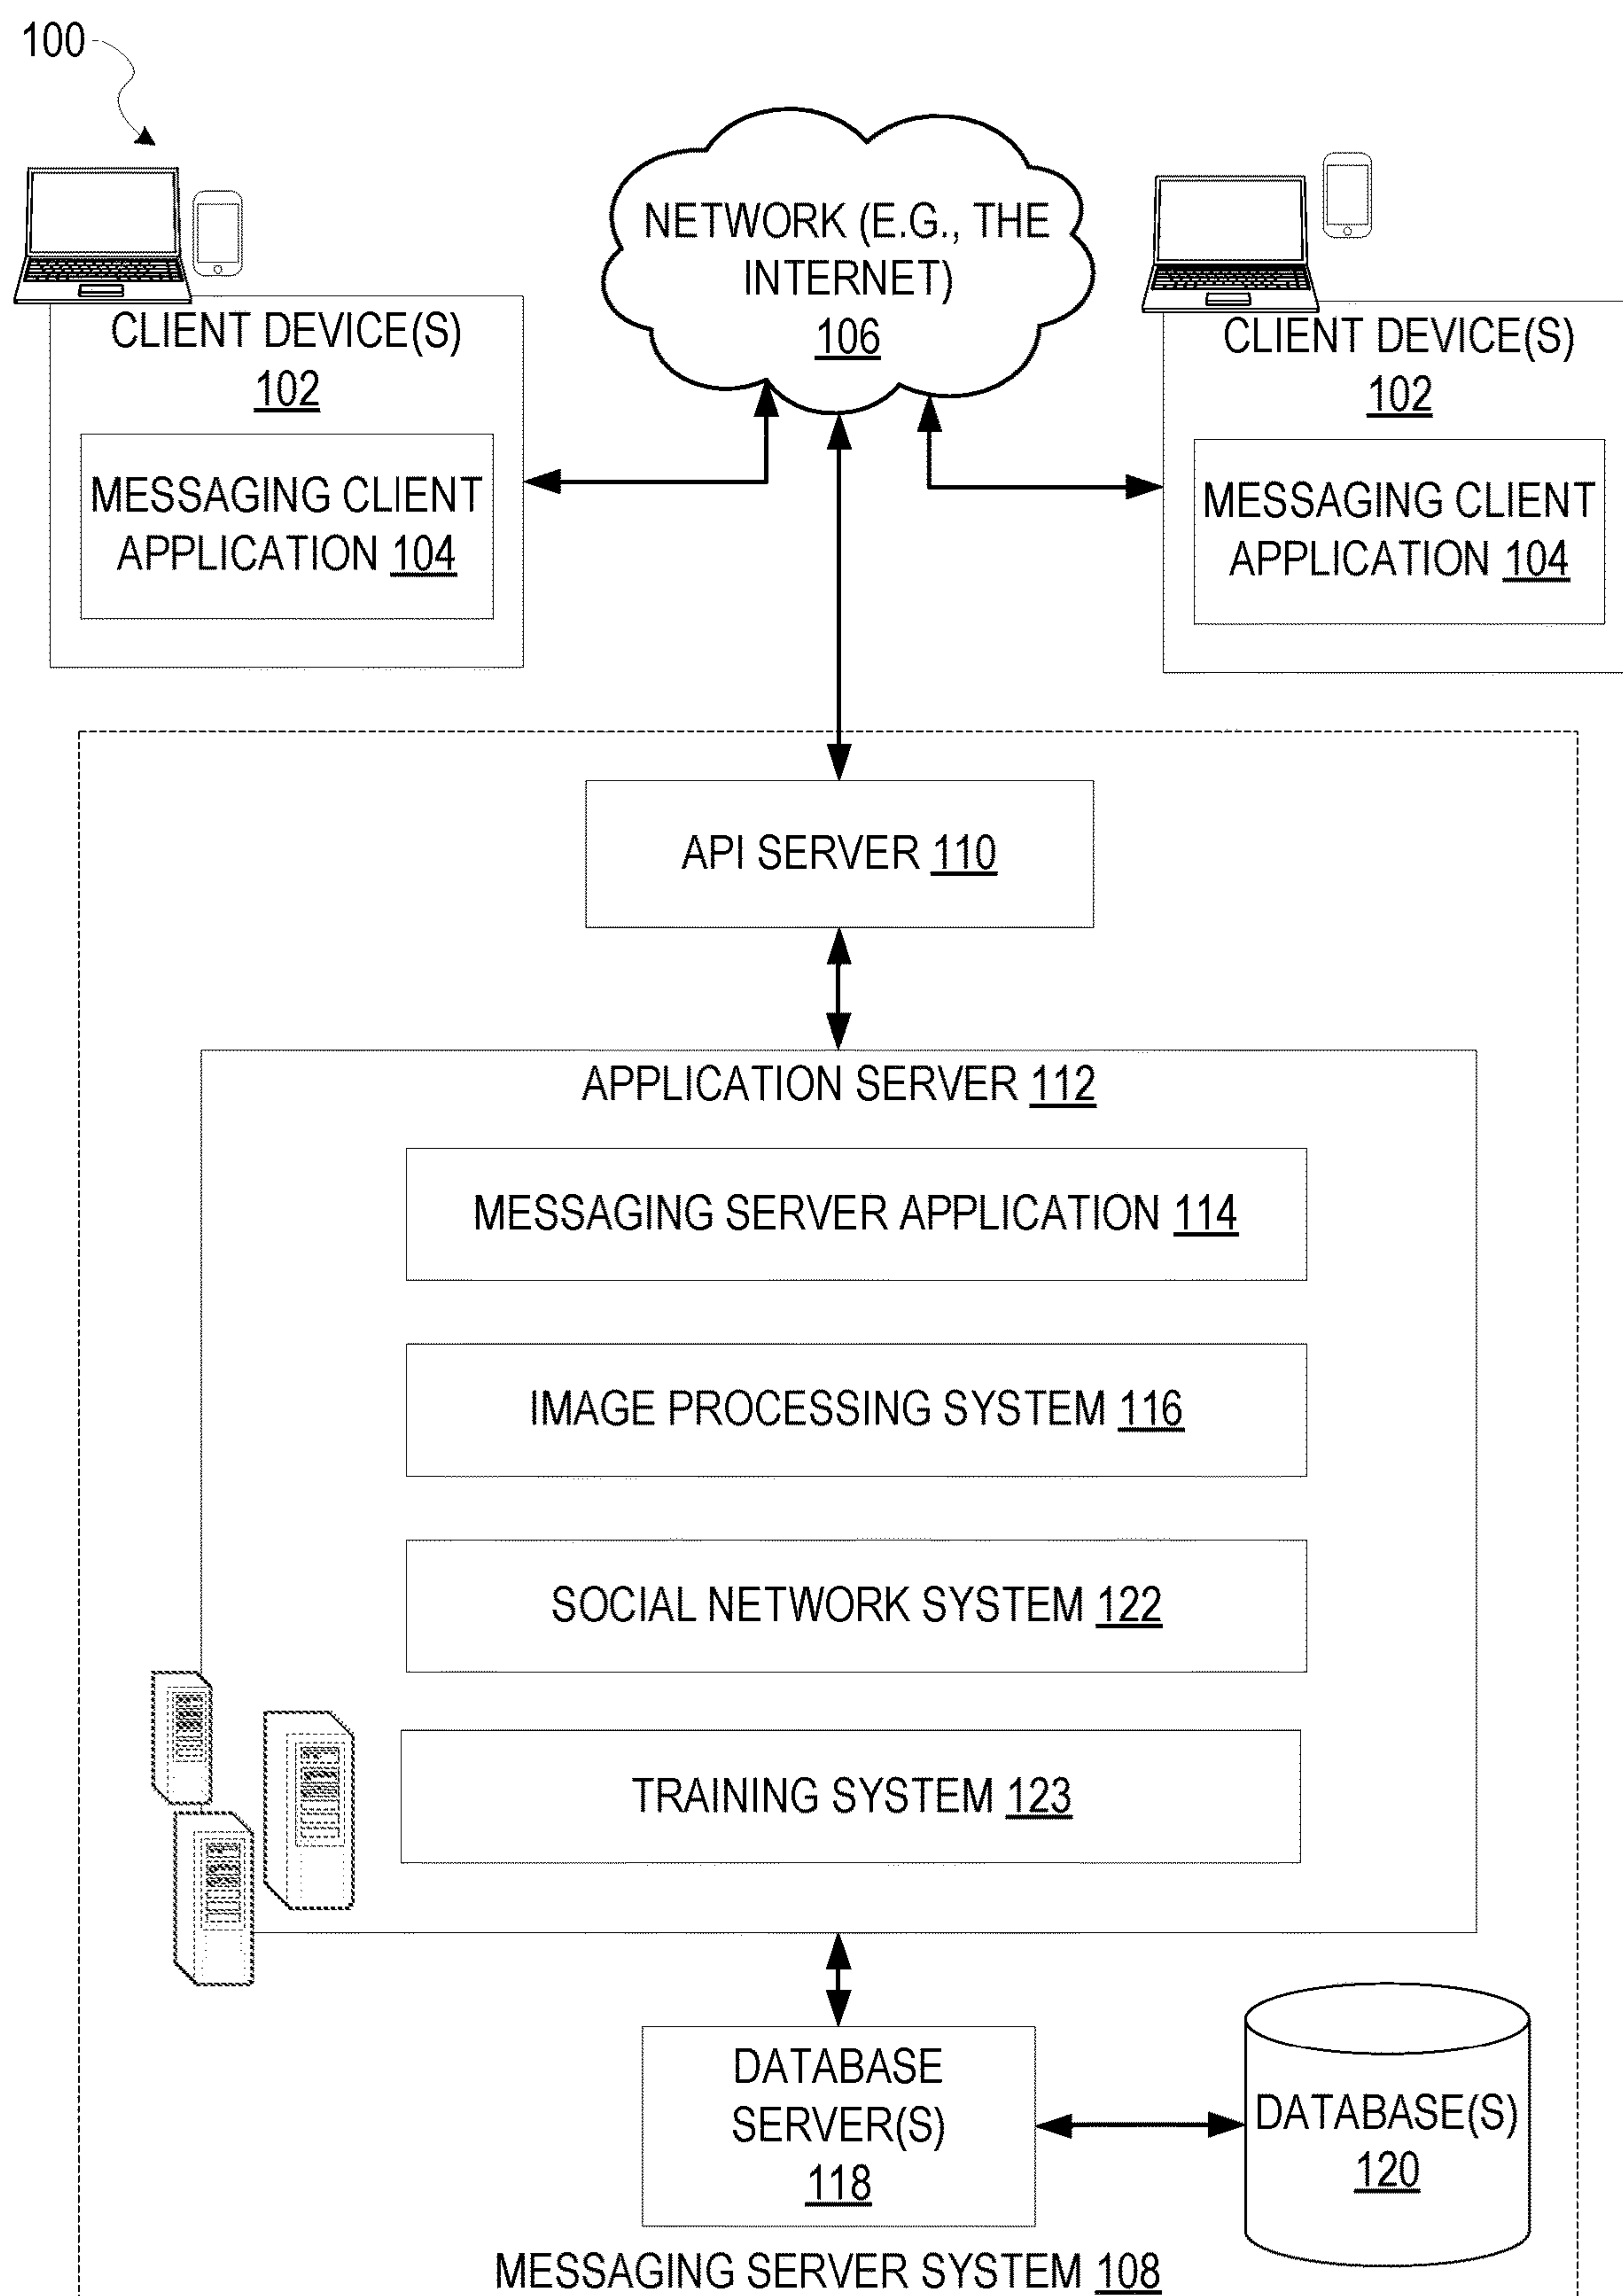 100
NETWORK (E.G., THE
INTERNET)
106
CLIENT DEVICE(S)
102
MESSAGING CLIENT
APPLICATION 104
CLIENT DEVICE(S)
102
MESSAGING CLIENT
APPLICATION 104
API SERVER 110
APPLICATION SERVER 112
MESSAGING SERVER APPLICATION 114
IMAGE PROCESSING SYSTEM 116
SOCIAL NETWORK SYSTEM 122
TRAINING SYSTEM 123
DATABASE
SERVER(S)
118
DATABASE(S)
120
MESSAGING SERVER SYSTEM 108